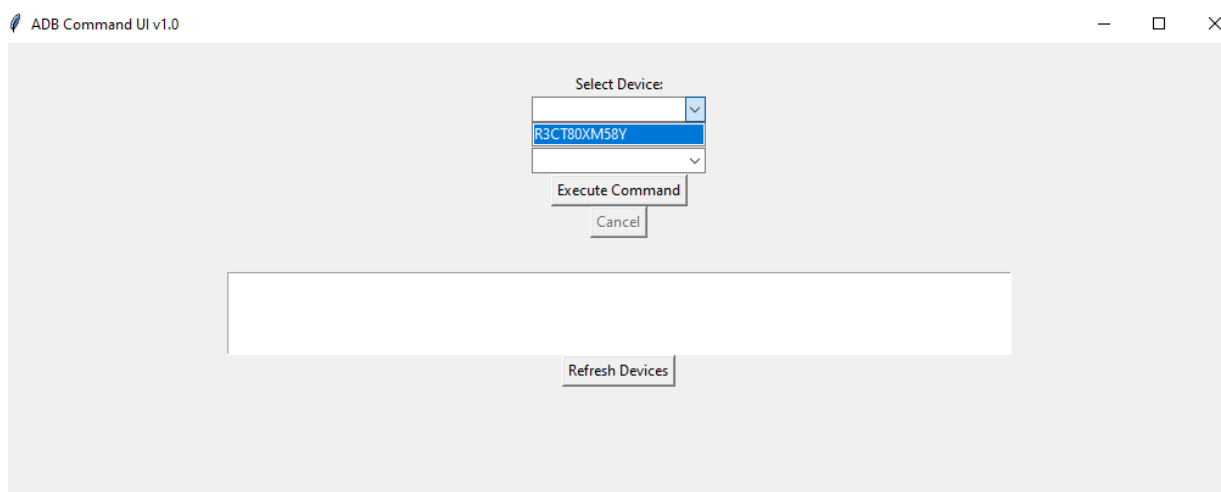 ADB Command UI v1.0
Select Device:
R3CT80XM58Y
Execute Command
Cancel
Refresh Devices